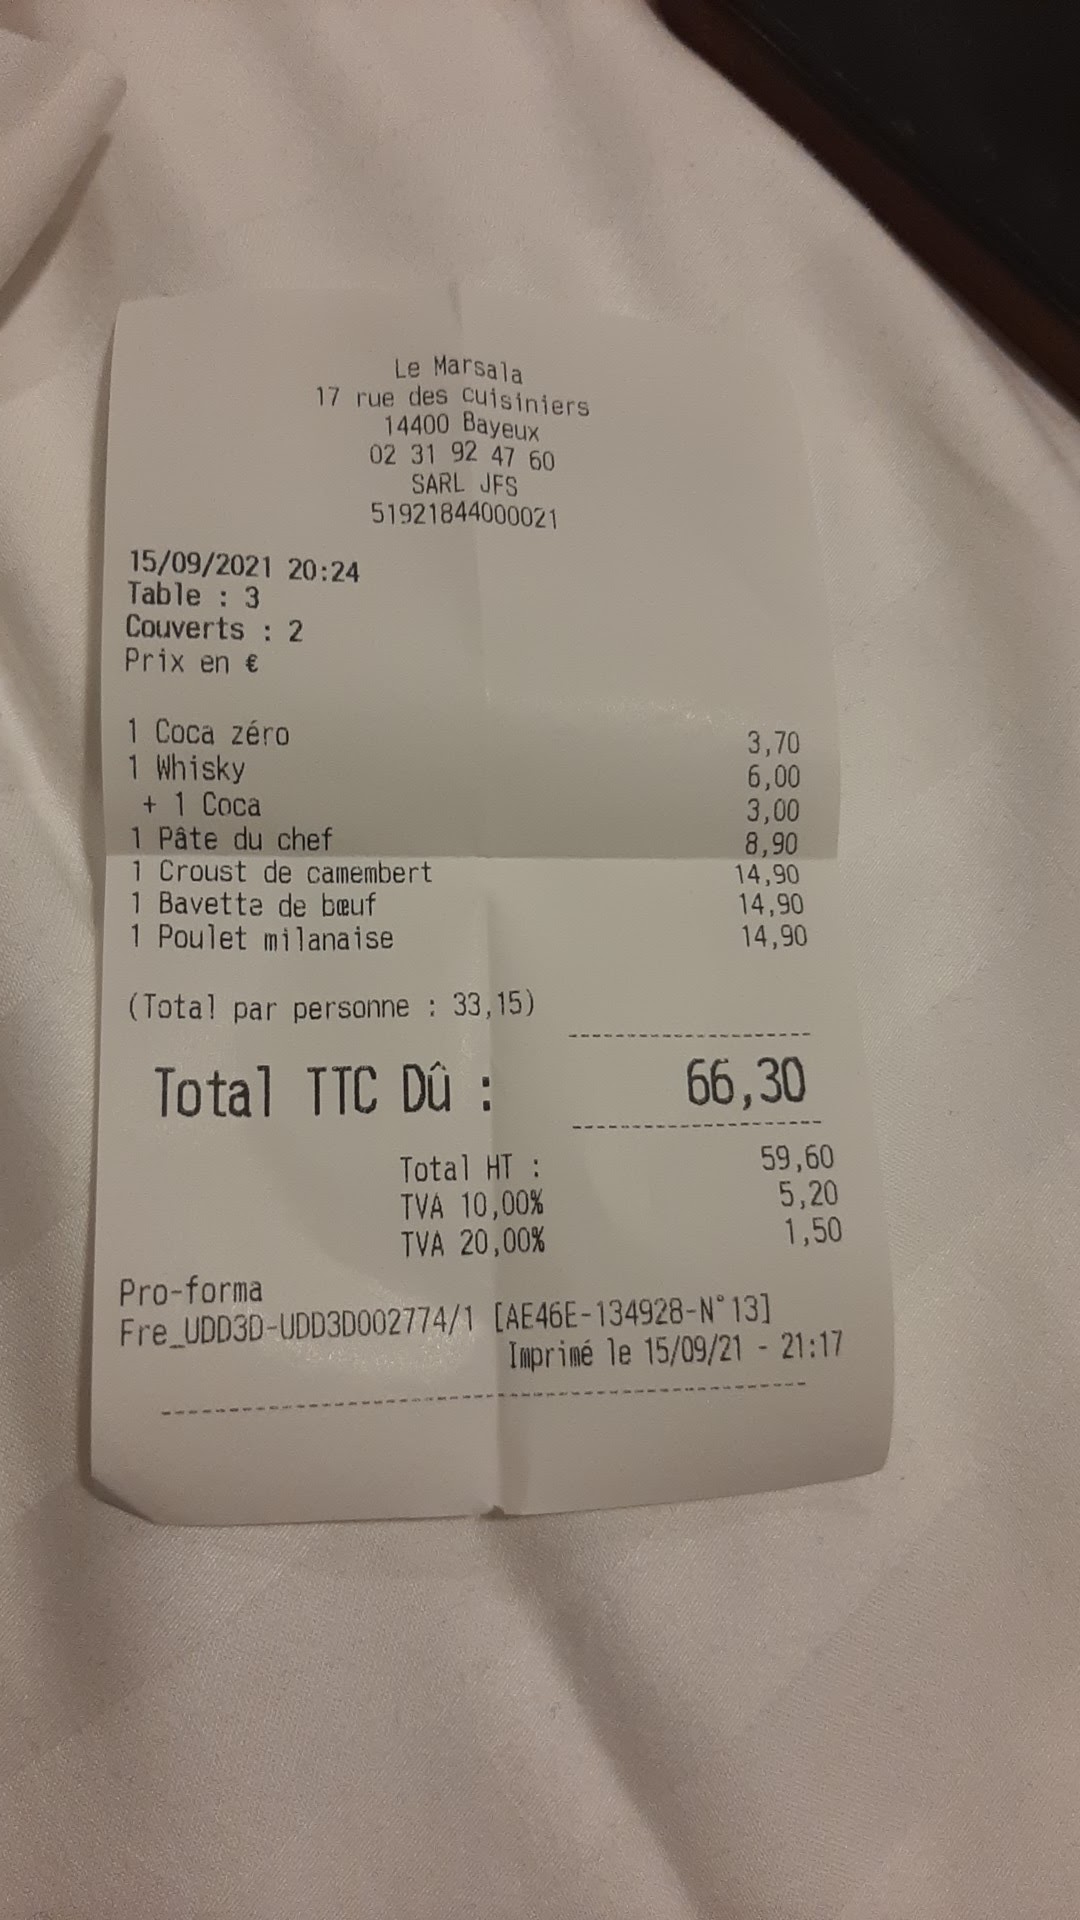 Le Marsala
17 rue des cuisiniers
14400 Bayeux
02 31 92 47 60
SARL JFS
51921844000021
15/09/2021 20:24
Table : 3
Couverts : 2
Prix en €
1 Coca zéro 3,70
1 Whisky 6,00
+ 1 Coca 3,00
1 Pâte du chef 8,90
1 Croust de camembert 14,90
1 Bavette de bœuf 14,90
1 Poulet milanaise 14,90
(Total par personne : 33,15)
Total TTC Dû : 66,30
Total HT : 59,60
TVA 10,00% 5,20
TVA 20,00% 1,50
Pro-forma
Fre_UDD3D-UDD3D002774/1 [AE46E-134928-N°13]
Imprimé le 15/09/21 - 21:17